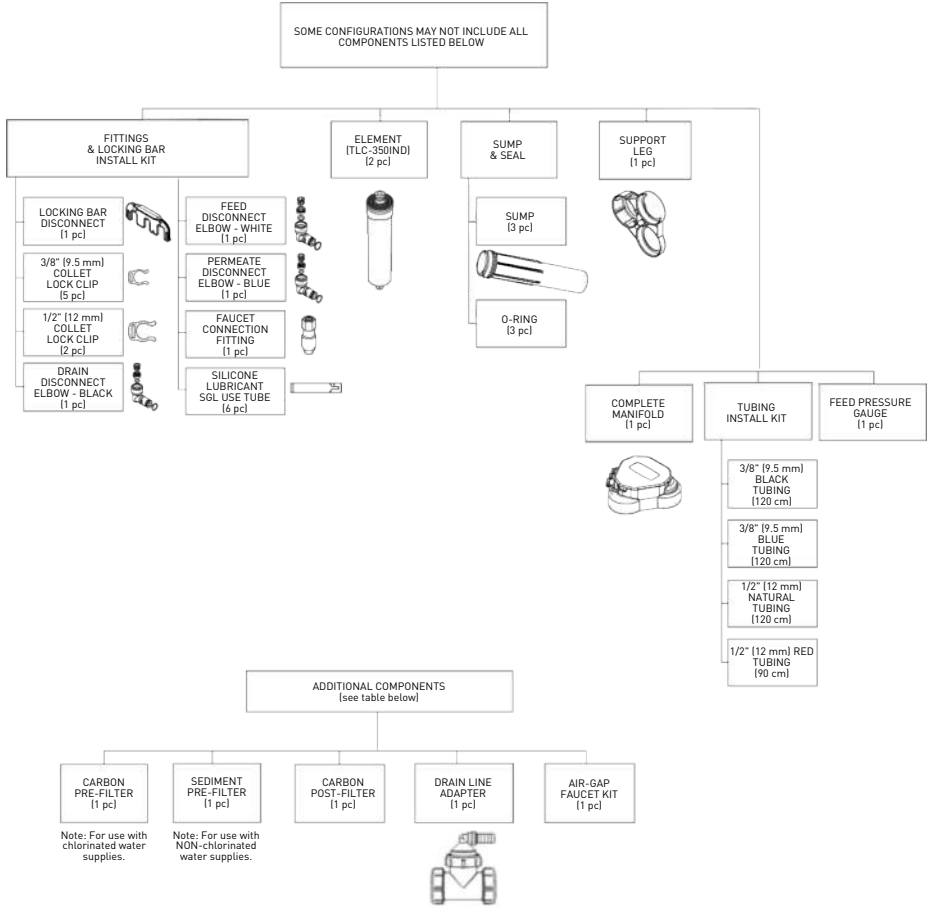 SOME CONFIGURATIONS MAY NOT INCLUDE ALL
COMPONENTS LISTED BELOW
FITTINGS
& LOCKING BAR
INSTALL KIT
ELEMENT
(TLC-350IND)
(2 pc)
SUMP
& SEAL
SUPPORT
LEG
(1 pc)
LOCKING BAR
DISCONNECT
(1 pc)
3/8" (9.5 mm)
COLLET
LOCK CLIP
(5 pc)
1/2" (12 mm)
COLLET
LOCK CLIP
(2 pc)
DRAIN
DISCONNECT
ELBOW - BLACK
(1 pc)
FEED
DISCONNECT
ELBOW - WHITE
(1 pc)
PERMEATE
DISCONNECT
ELBOW - BLUE
(1 pc)
FAUCET
CONNECTION
FITTING
(1 pc)
SILICONE
LUBRICANT
SGL USE TUBE
(6 pc)
SUMP
(3 pc)
O-RING
(3 pc)
COMPLETE
MANIFOLD
(1 pc)
TUBING
INSTALL KIT
FEED PRESSURE
GAUGE
(1 pc)
3/8" (9.5 mm)
BLACK
TUBING
(120 cm)
3/8" (9.5 mm)
BLUE
TUBING
(120 cm)
1/2" (12 mm)
NATURAL
TUBING
(120 cm)
1/2" (12 mm) RED
TUBING
(90 cm)
ADDITIONAL COMPONENTS
(see table below)
CARBON
PRE-FILTER
(1 pc)
Note: For use with
chlorinated water
supplies.
SEDIMENT
PRE-FILTER
(1 pc)
Note: For use with
NON-chlorinated
water supplies.
CARBON
POST-FILTER
(1 pc)
DRAIN LINE
ADAPTER
(1 pc)
AIR-GAP
FAUCET KIT
(1 pc)